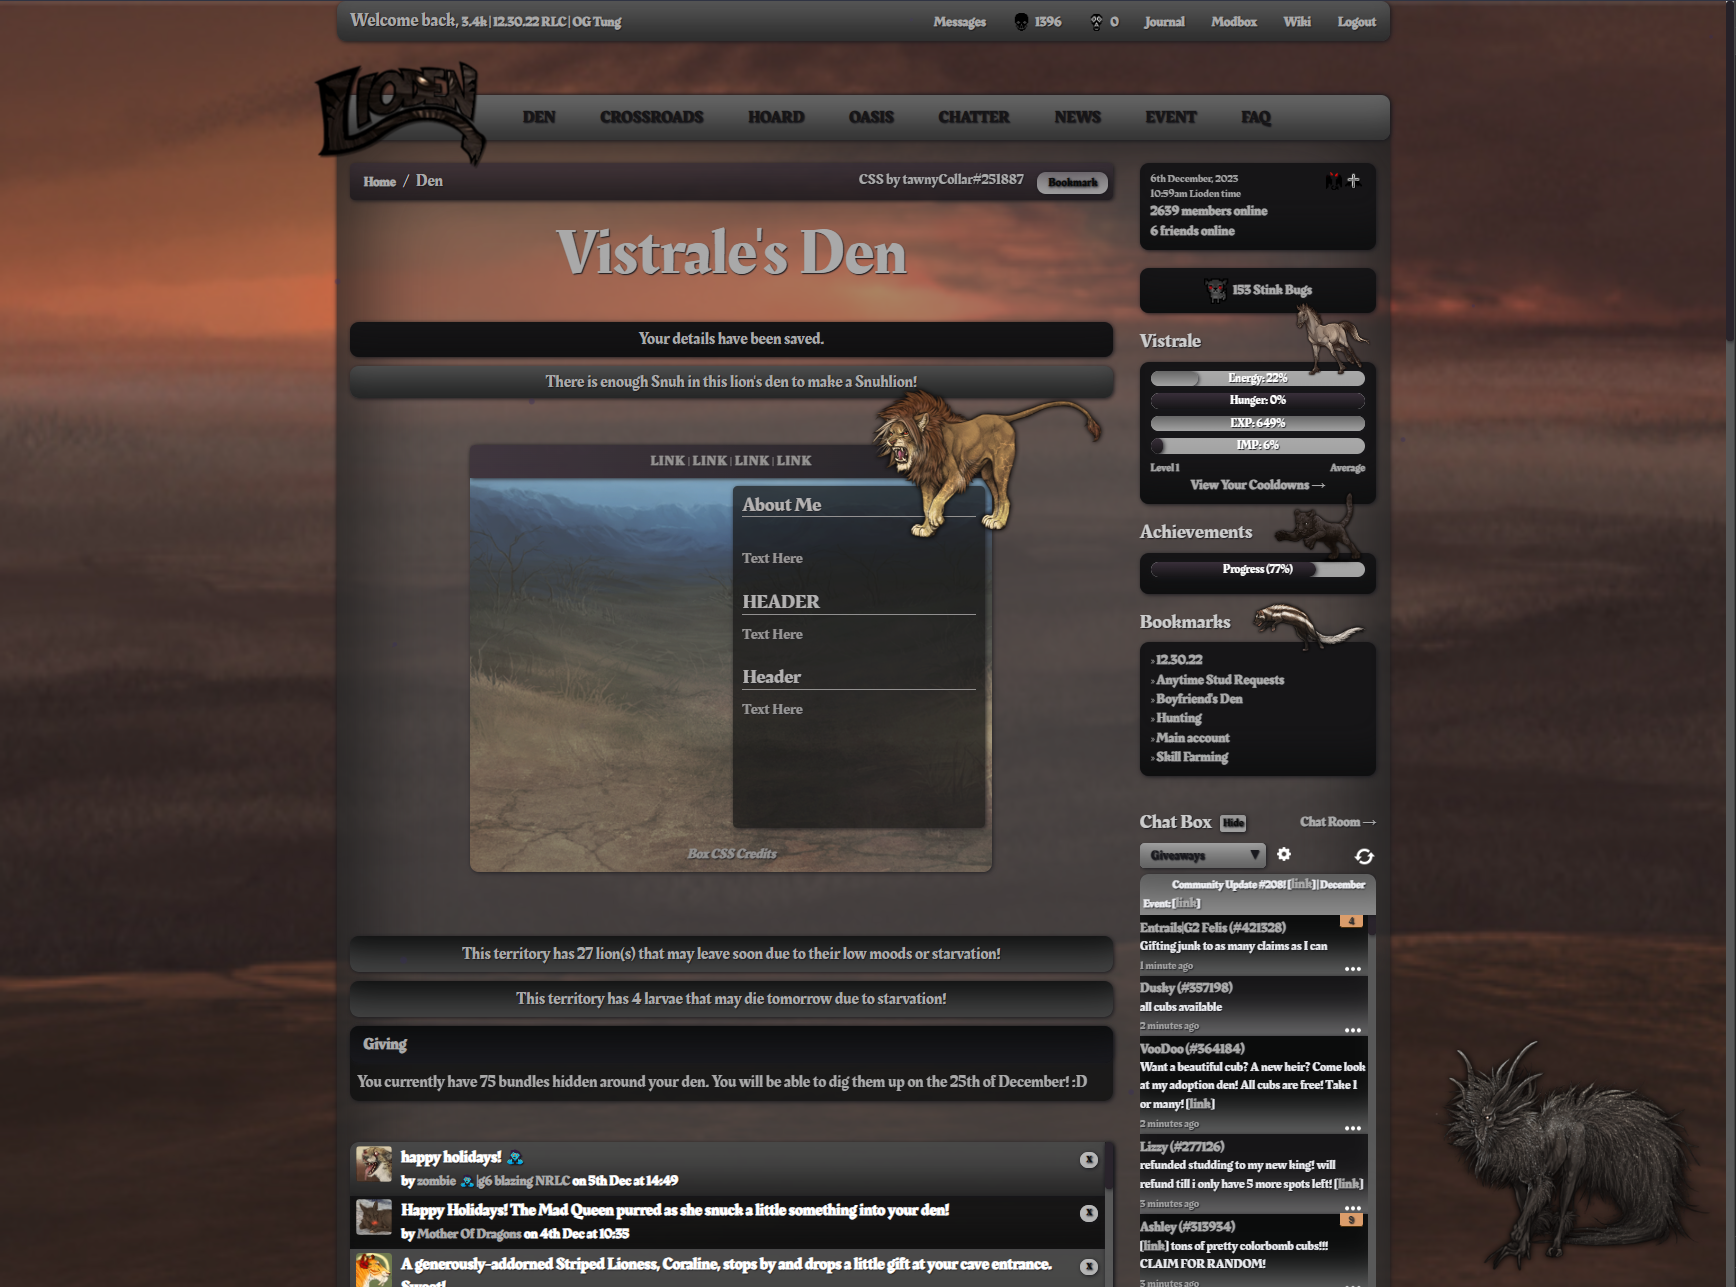 Welcome back, 3.4k | 12.30.22 RLC | OG Tung
Messages 1396 0 Journal Modbox Wiki Logout
LIODEN
DEN CROSSROADS HOARD OASIS CHATTER NEWS EVENT FAQ
Home / Den
CSS by tawnyCollar#251887 Bookmark
Vistrale's Den
Your details have been saved.
There is enough Snuh in this lion's den to make a Snuhlion!
LINK | LINK | LINK | LINK
About Me
Text Here
HEADER
Text Here
Header
Text Here
Box CSS Credits
This territory has 27 lion(s) that may leave soon due to their low moods or starvation!
This territory has 4 larvae that may die tomorrow due to starvation!
Giving
You currently have 75 bundles hidden around your den. You will be able to dig them up on the 25th of December! :D
happy holidays!
by zombie |g6 blazing NRLC on 5th Dec at 14:49
x
Happy Holidays! The Mad Queen purred as she snuck a little something into your den!
by Mother Of Dragons on 4th Dec at 10:35
x
A generously-addorned Striped Lioness, Coraline, stops by and drops a little gift at your cave entrance.
Sweet!
x
6th December, 2023
10:59am Lioden time
2639 members online
6 friends online
153 Stink Bugs
Vistrale
Energy: 22%
Hunger: 0%
EXP: 649%
IMP: 6%
Level 1 Average
View Your Cooldowns →
Achievements
Progress (77%)
Bookmarks
» 12.30.22
» Anytime Stud Requests
» Boyfriend's Den
» Hunting
» Main account
» Skill Farming
Chat Box Hide Chat Room →
Giveaways ▼
Community Update #208! [link] | December
Event: [link]
4
Entrails|G2 Felis (#421328)
Gifting junk to as many claims as I can
1 minute ago
Dusky (#357198)
all cubs available
2 minutes ago
VooDoo (#364184)
Want a beautiful cub? A new heir? Come look
at my adoption den! All cubs are free! Take 1
or many! [link]
2 minutes ago
Lizzy (#277126)
refunded studding to my new king! will
refund till i only have 5 more spots left! [link]
3 minutes ago
9
Ashley (#313934)
[link] tons of pretty colorbomb cubs!!!
CLAIM FOR RANDOM!
3 minutes ago